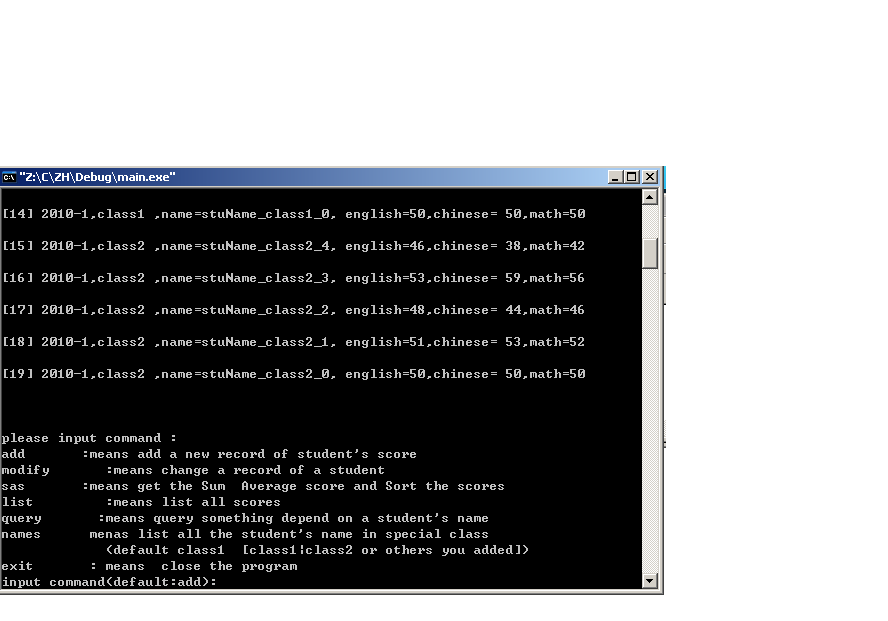 "Z:\C\ZH\Debug\main.exe"
[14] 2010-1,class1 ,name=stuName_class1_0, english=50,chinese= 50,math=50
[15] 2010-1,class2 ,name=stuName_class2_4, english=46,chinese= 38,math=42
[16] 2010-1,class2 ,name=stuName_class2_3, english=53,chinese= 59,math=56
[17] 2010-1,class2 ,name=stuName_class2_2, english=48,chinese= 44,math=46
[18] 2010-1,class2 ,name=stuName_class2_1, english=51,chinese= 53,math=52
[19] 2010-1,class2 ,name=stuName_class2_0, english=50,chinese= 50,math=50
please input command :
add       :means add a new record of student's score
modify       :means change a record of a student
sas       :means get the Sum  Average score and Sort the scores
list         :means list all scores
query       :means query something depend on a student's name
names      menas list all the student's name in special class
             (default class1  [class1|class2 or others you added])
exit       : means  close the program
input command(default:add):